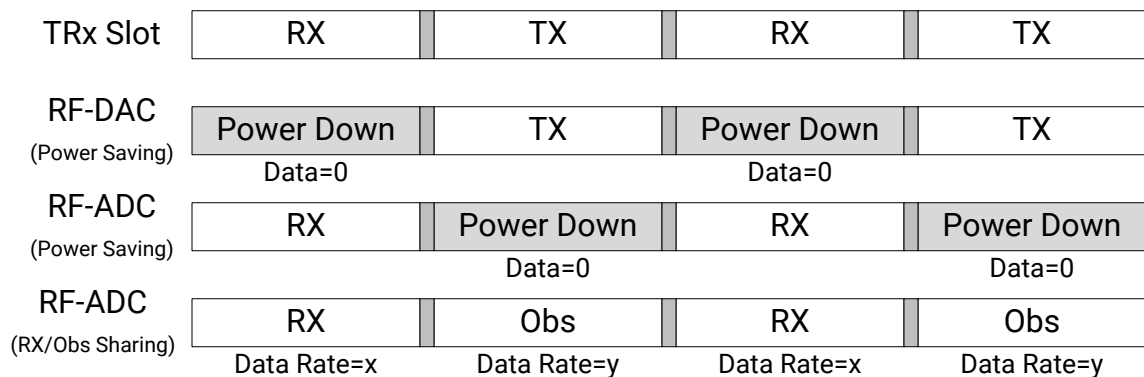 TRx Slot RX TX RX TX
RF-DAC
(Power Saving) Power Down TX Power Down TX
Data=0 Data=0
RF-ADC
(Power Saving) RX Power Down RX Power Down
Data=0 Data=0
RF-ADC
(RX/Obs Sharing) RX Obs RX Obs
Data Rate=x Data Rate=y Data Rate=x Data Rate=y